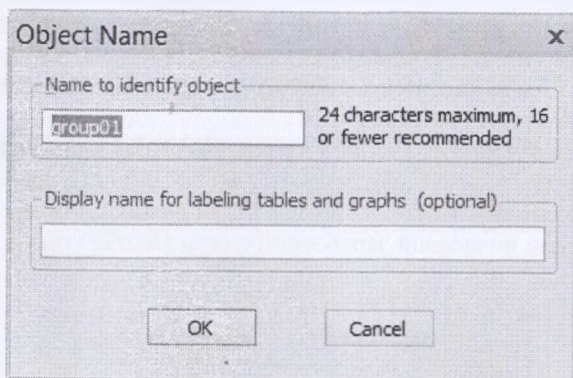 Object Name
x
Name to identify object
group01
24 characters maximum, 16
or fewer recommended
Display name for labeling tables and graphs (optional)
OK
Cancel